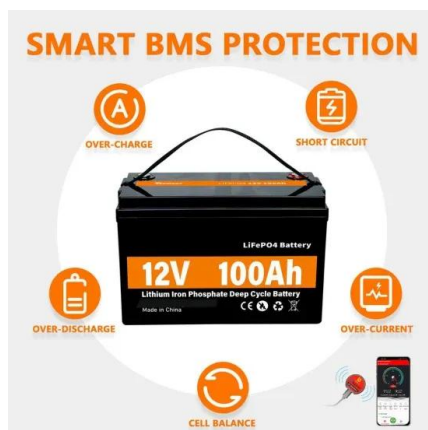 SMART BMS PROTECTION
A
OVER-CHARGE
SHORT CIRCUIT
LiFePO4 Battery
12V 100Ah
Lithium Iron Phosphate Deep Cycle Battery
Made in China
CE
OVER-DISCHARGE
OVER-CURRENT
CELL BALANCE